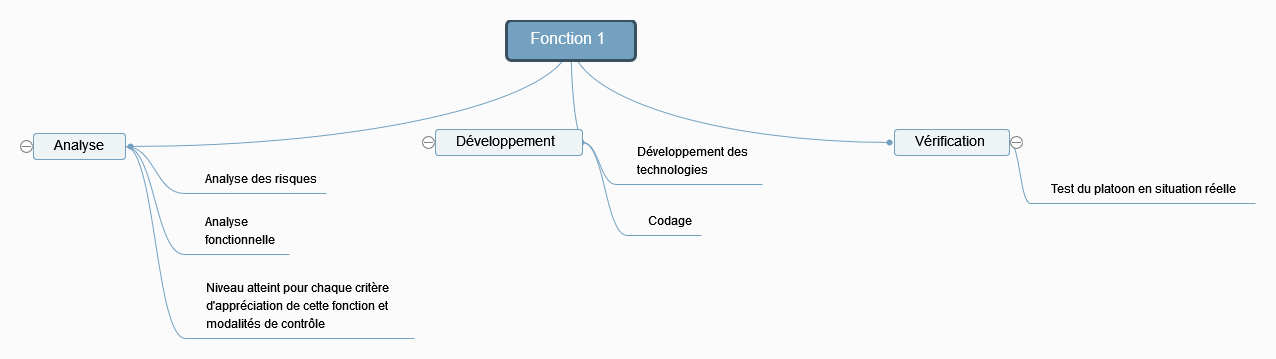 Fonction 1
Analyse
Analyse des risques
Analyse
fonctionnelle
Niveau atteint pour chaque critère
d'appréciation de cette fonction et
modalités de contrôle
Développement
Développement des
technologies
Codage
Vérification
Test du platoon en situation réelle